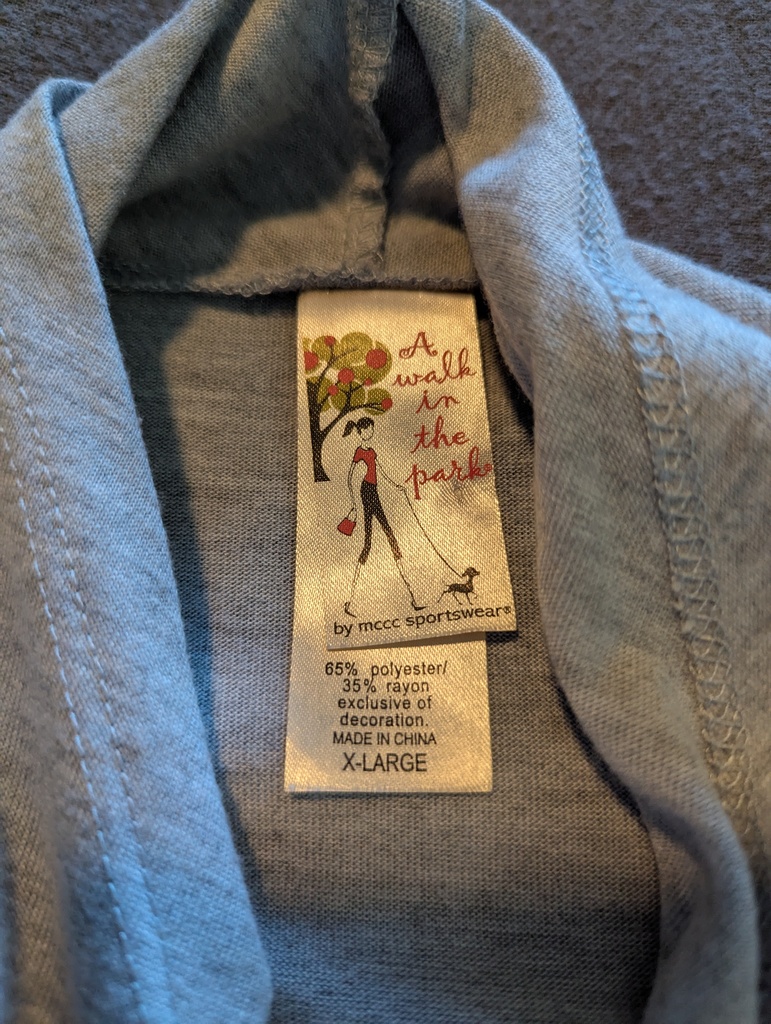 A
walk
in
the
park®
by mccc sportswear®
65% polyester/
35% rayon
exclusive of
decoration.
MADE IN CHINA
X-LARGE